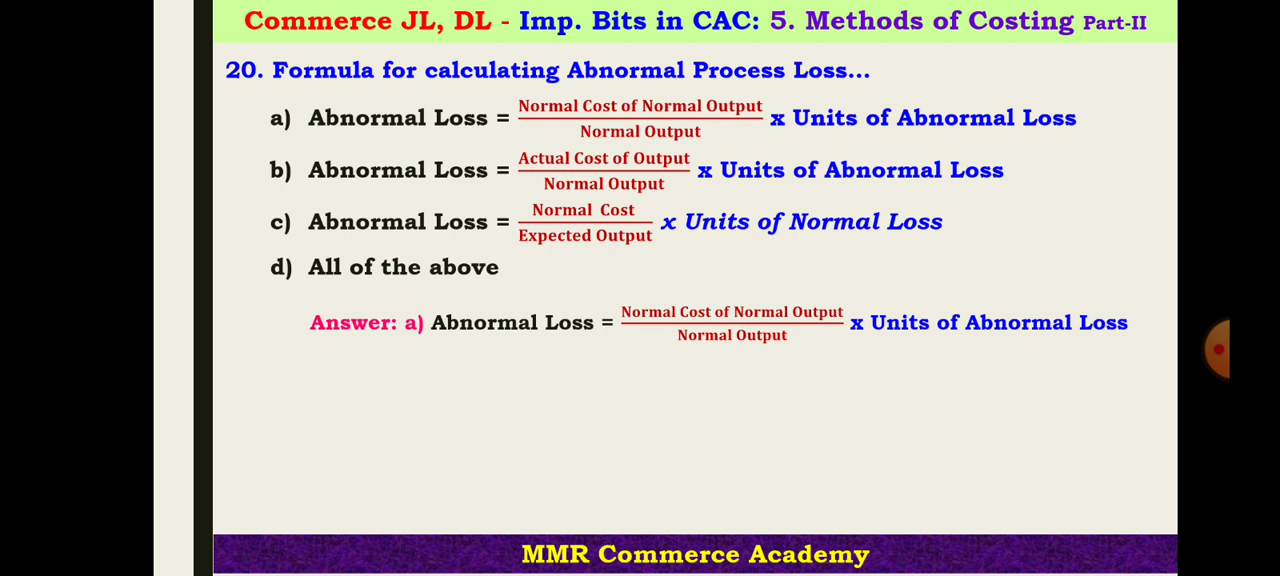 Commerce JL, DL - Imp. Bits in CAC: 5. Methods of Costing Part-II
20. Formula for calculating Abnormal Process Loss...
a) Abnormal Loss = Normal Cost of Normal Output / Normal Output x Units of Abnormal Loss
b) Abnormal Loss = Actual Cost of Output / Normal Output x Units of Abnormal Loss
c) Abnormal Loss = Normal Cost / Expected Output x Units of Normal Loss
d) All of the above
Answer: a) Abnormal Loss = Normal Cost of Normal Output / Normal Output x Units of Abnormal Loss
MMR Commerce Academy